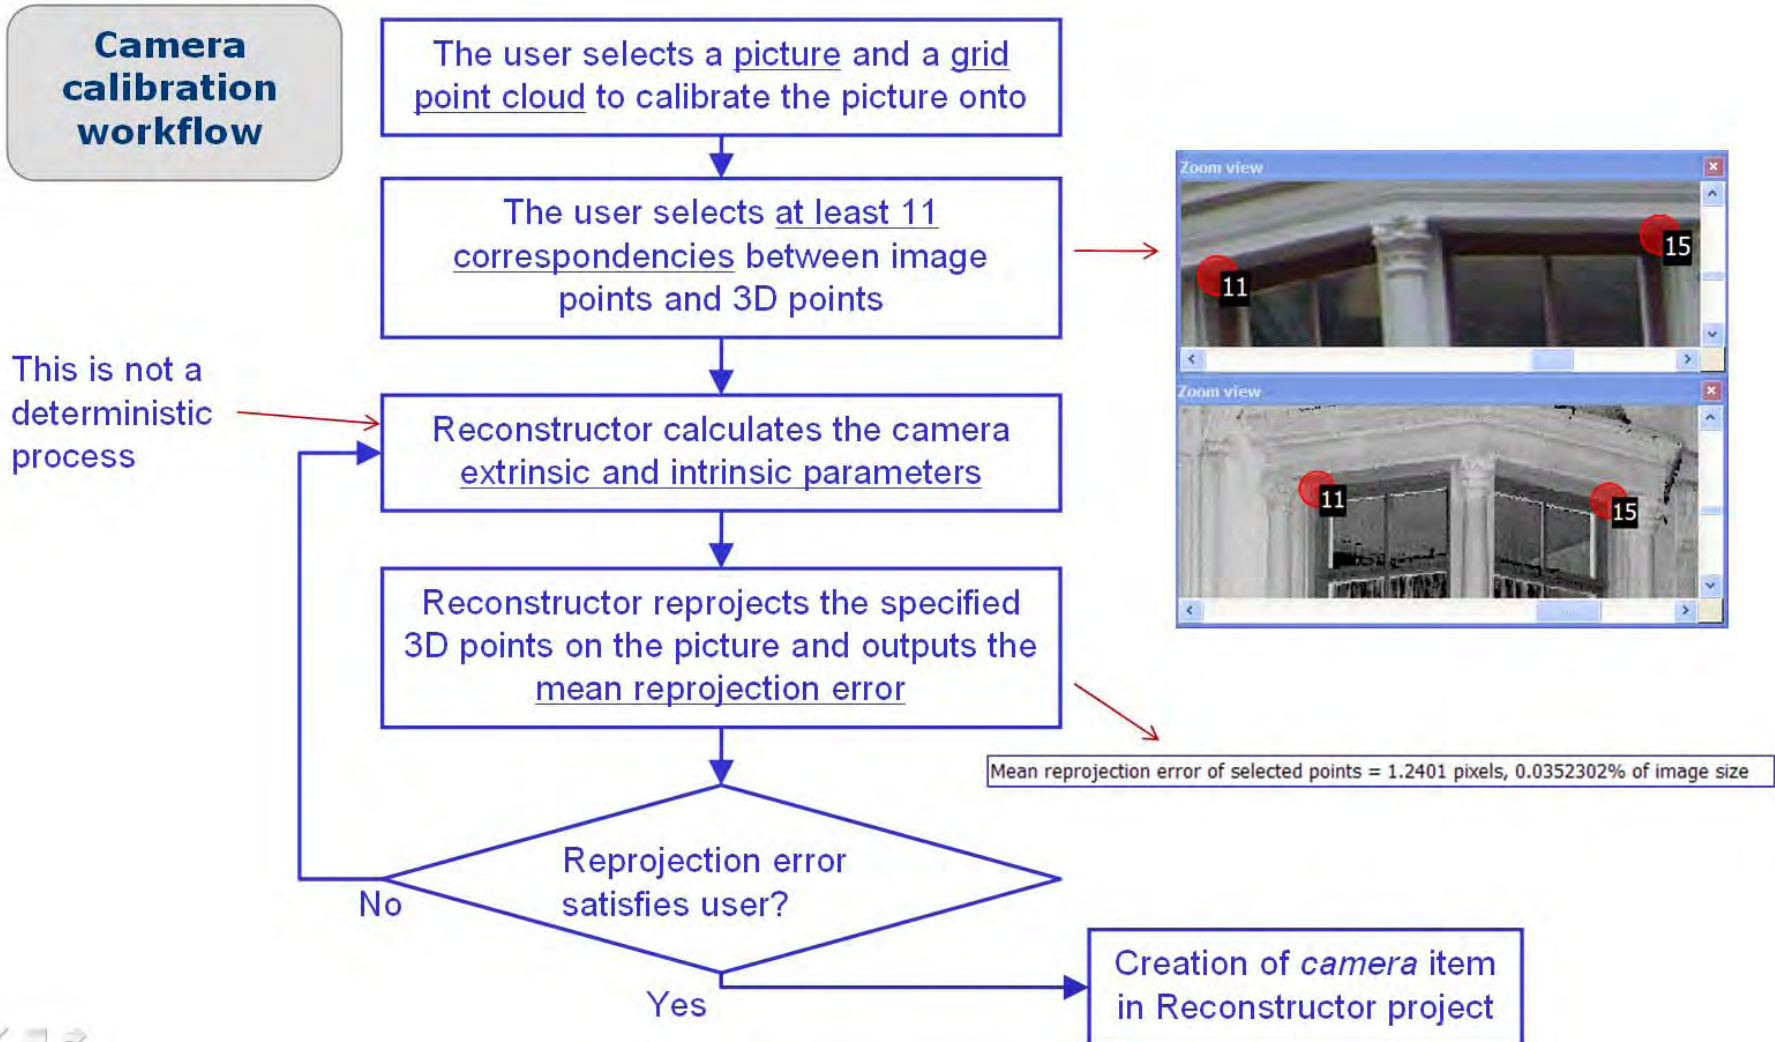 Camera
calibration
workflow
The user selects a picture and a grid
point cloud to calibrate the picture onto
The user selects at least 11
correspondencies between image
points and 3D points
Zoom view
11
15
Zoom view
11
15
This is not a
deterministic
process
Reconstructor calculates the camera
extrinsic and intrinsic parameters
Reconstructor reprojects the specified
3D points on the picture and outputs the
mean reprojection error
Mean reprojection error of selected points = 1.2401 pixels, 0.0352302% of image size
Reprojection error
satisfies user?
No
Yes
Creation of camera item
in Reconstructor project